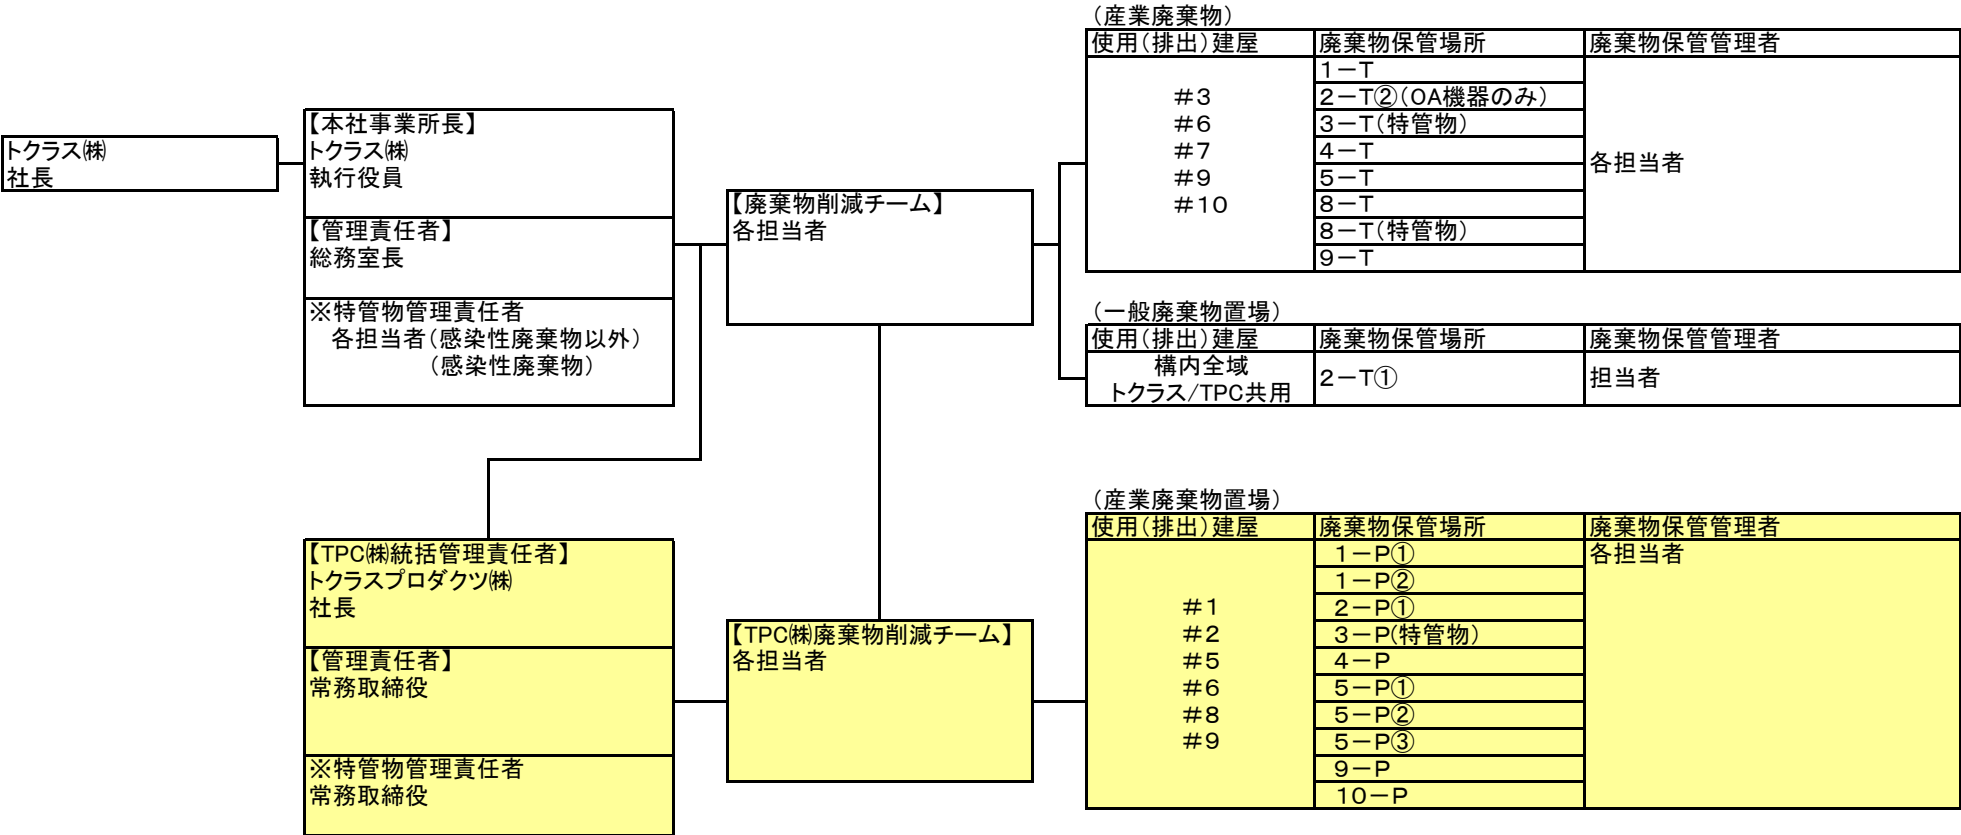 トクラス㈱
社長
【本社事業所長】
トクラス㈱
執行役員
【管理責任者】
総務室長
※特管物管理責任者
各担当者（感染性廃棄物以外）
（感染性廃棄物）
【廃棄物削減チーム】
各担当者
（産業廃棄物）
使用（排出）建屋 廃棄物保管場所 廃棄物保管管理者
＃３
＃６
＃７
＃９
＃１０
１－Ｔ
２－Ｔ②（OA機器のみ）
３－Ｔ（特管物）
４－Ｔ
５－Ｔ
８－Ｔ
８－Ｔ（特管物）
９－Ｔ
各担当者
（一般廃棄物置場）
使用（排出）建屋 廃棄物保管場所 廃棄物保管管理者
構内全域
トクラス/TPC共用
２－Ｔ①
担当者
【TPC㈱統括管理責任者】
トクラスプロダクツ㈱
社長
【管理責任者】
常務取締役
※特管物管理責任者
常務取締役
【TPC㈱廃棄物削減チーム】
各担当者
（産業廃棄物置場）
使用（排出）建屋 廃棄物保管場所 廃棄物保管管理者
＃１
＃２
＃５
＃６
＃８
＃９
１－Ｐ①
１－Ｐ②
２－Ｐ①
３－Ｐ(特管物）
４－Ｐ
５－Ｐ①
５－Ｐ②
５－Ｐ③
９－Ｐ
１０－Ｐ
各担当者